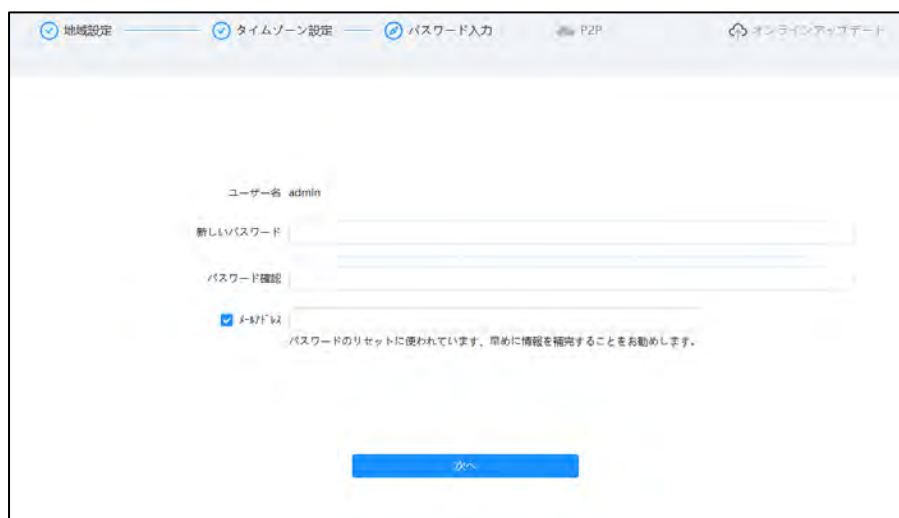 地域設定 タイムゾーン設定 パスワード入力 P2P オンラインアップデート
ユーザー名 admin
新しいパスワード
パスワード確認
ﾒｰﾙｱﾄﾞﾚｽ
パスワードのリセットに使われています、早めに情報を補完することをお勧めします。
次へ